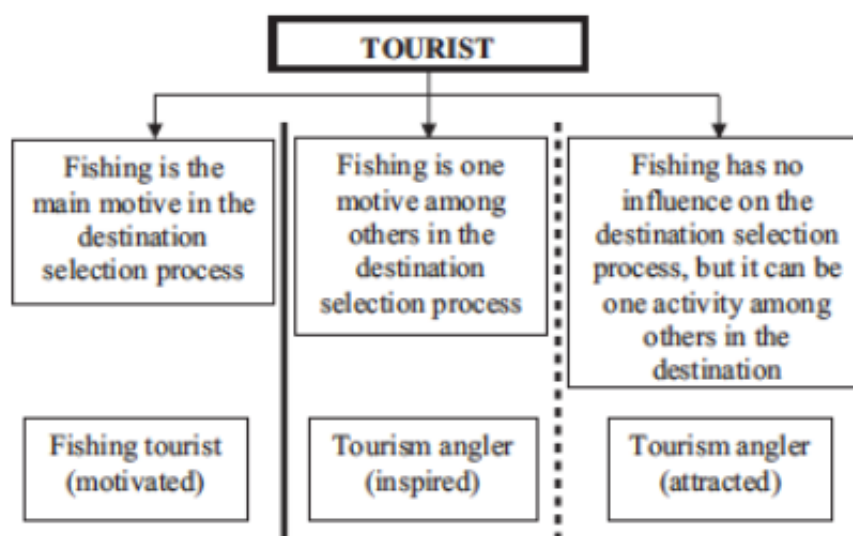 TOURIST
Fishing is the
main motive in the
destination
selection process
Fishing is one
motive among
others in the
destination
selection process
Fishing has no
influence on the
destination selection
process, but it can be
one activity among
others in the
destination
Fishing tourist
(motivated)
Tourism angler
(inspired)
Tourism angler
(attracted)